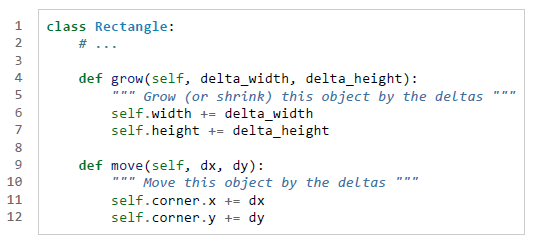 1 class Rectangle:
2     # ...
3
4     def grow(self, delta_width, delta_height):
5         """ Grow (or shrink) this object by the deltas """
6         self.width += delta_width
7         self.height += delta_height
8
9     def move(self, dx, dy):
10         """ Move this object by the deltas """
11         self.corner.x += dx
12         self.corner.y += dy